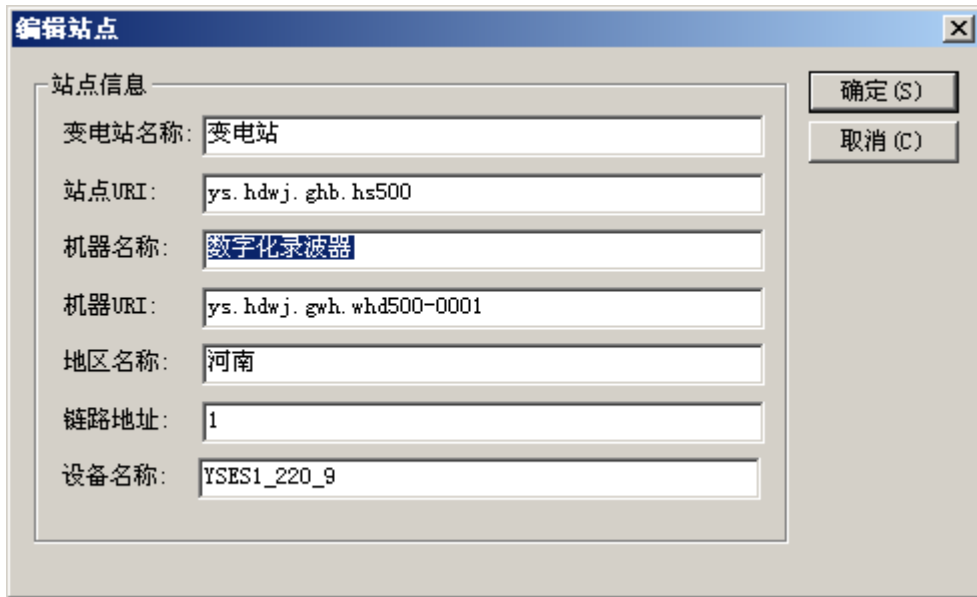 编辑站点
站点信息
确定(S)
取消(C)
变电站名称: 变电站
站点URI: ys.hdwj.ghb.hs500
机器名称: 数字化录波器
机器URI: ys.hdwj.gwh.whd500-0001
地区名称: 河南
链路地址: 1
设备名称: YSES1_220_9